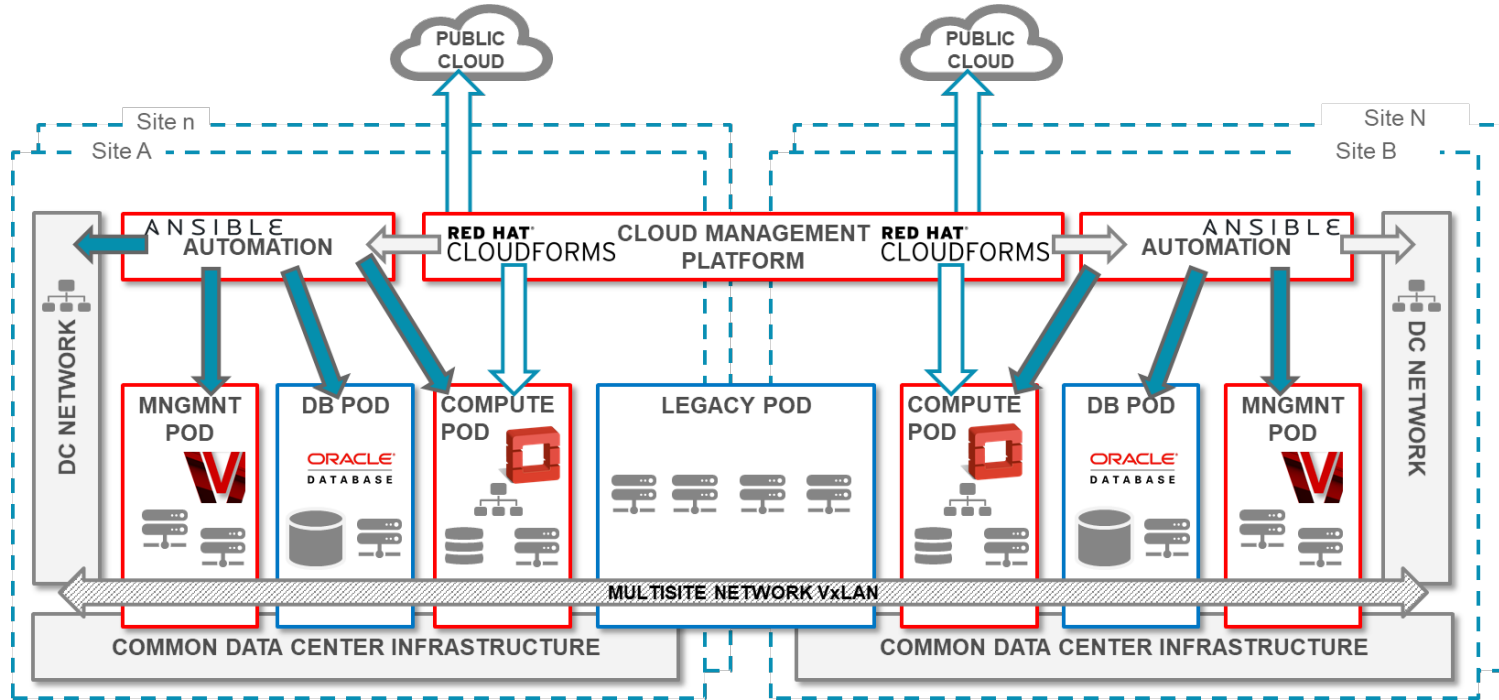 PUBLIC
CLOUD
PUBLIC
CLOUD
Site n
Site N
Site A
Site B
ANSIBLE
AUTOMATION
RED HAT®
CLOUDFORMS
CLOUD MANAGEMENT
PLATFORM
RED HAT®
CLOUDFORMS
ANSIBLE
AUTOMATION
DC NETWORK
MNGMNT
POD
DB POD
ORACLE®
DATABASE
COMPUTE
POD
LEGACY POD
COMPUTE
POD
DB POD
ORACLE®
DATABASE
MNGMNT
POD
DC NETWORK
MULTISITE NETWORK VxLAN
COMMON DATA CENTER INFRASTRUCTURE
COMMON DATA CENTER INFRASTRUCTURE